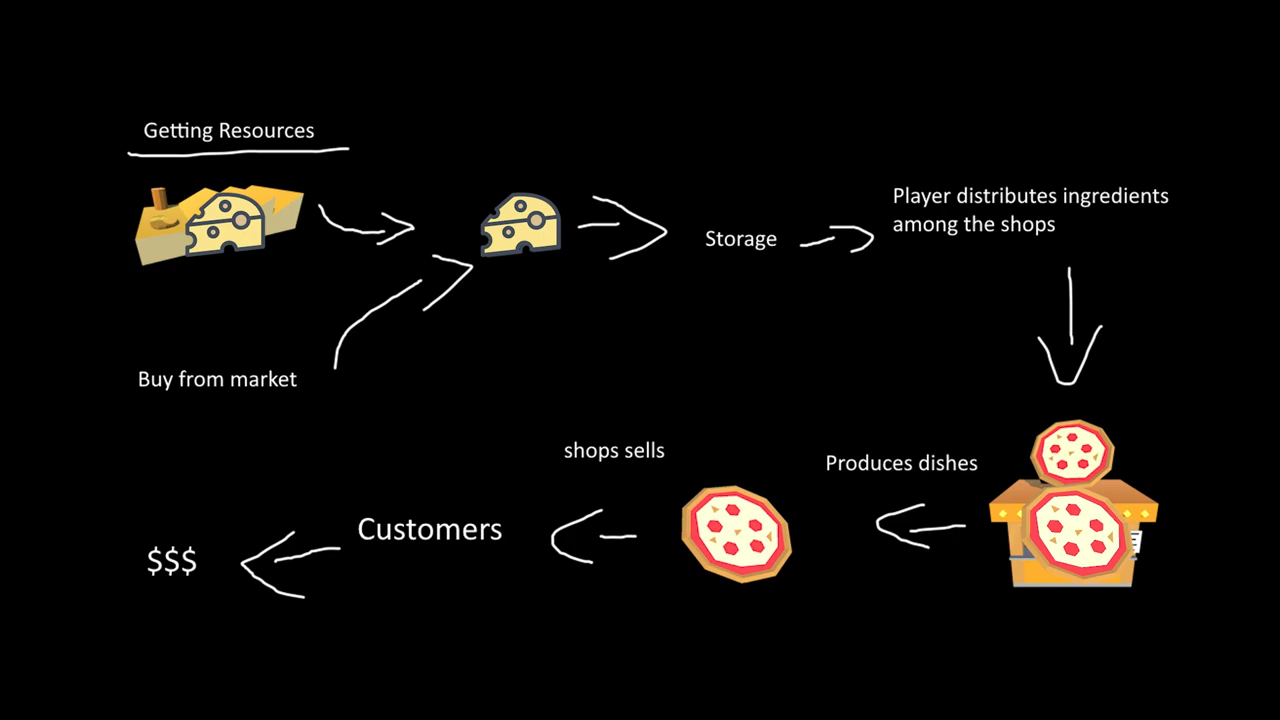 Getting Resources
Player distributes ingredients
among the shops
Storage
Buy from market
shops sells
Produces dishes
Customers
$$$